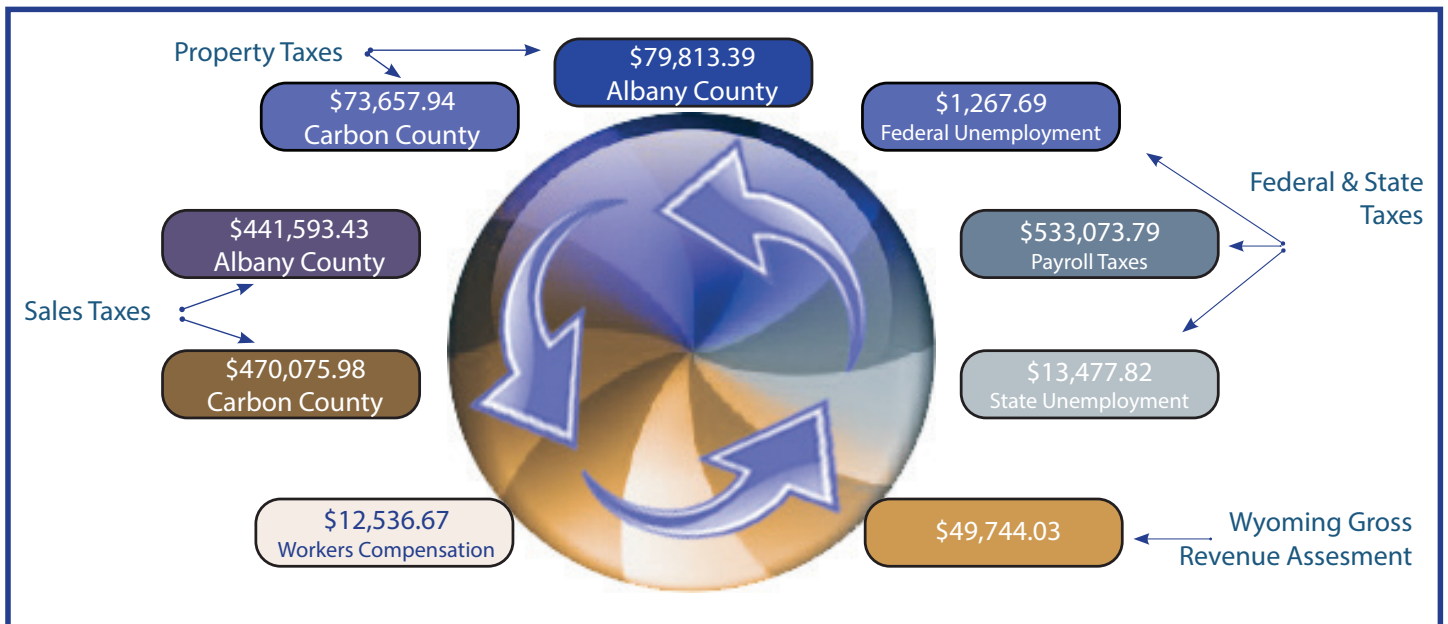 Property Taxes
$79,813.39
Albany County
$73,657.94
Carbon County
$1,267.69
Federal Unemployment
Federal & State
Taxes
$441,593.43
Albany County
$533,073.79
Payroll Taxes
Sales Taxes
$470,075.98
Carbon County
$13,477.82
State Unemployment
$12,536.67
Workers Compensation
$49,744.03
Wyoming Gross
Revenue Assesment